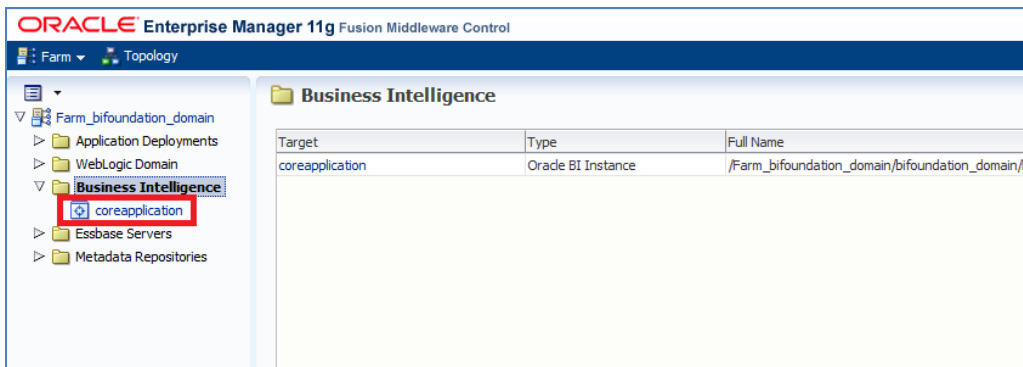 ORACLE Enterprise Manager 11g Fusion Middleware Control
Farm Topology
Farm_bifoundation_domain
Application Deployments
WebLogic Domain
Business Intelligence
coreapplication
Essbase Servers
Metadata Repositories
Business Intelligence
Target Type Full Name
coreapplication Oracle BI Instance /Farm_bifoundation_domain/bifoundation_domain/